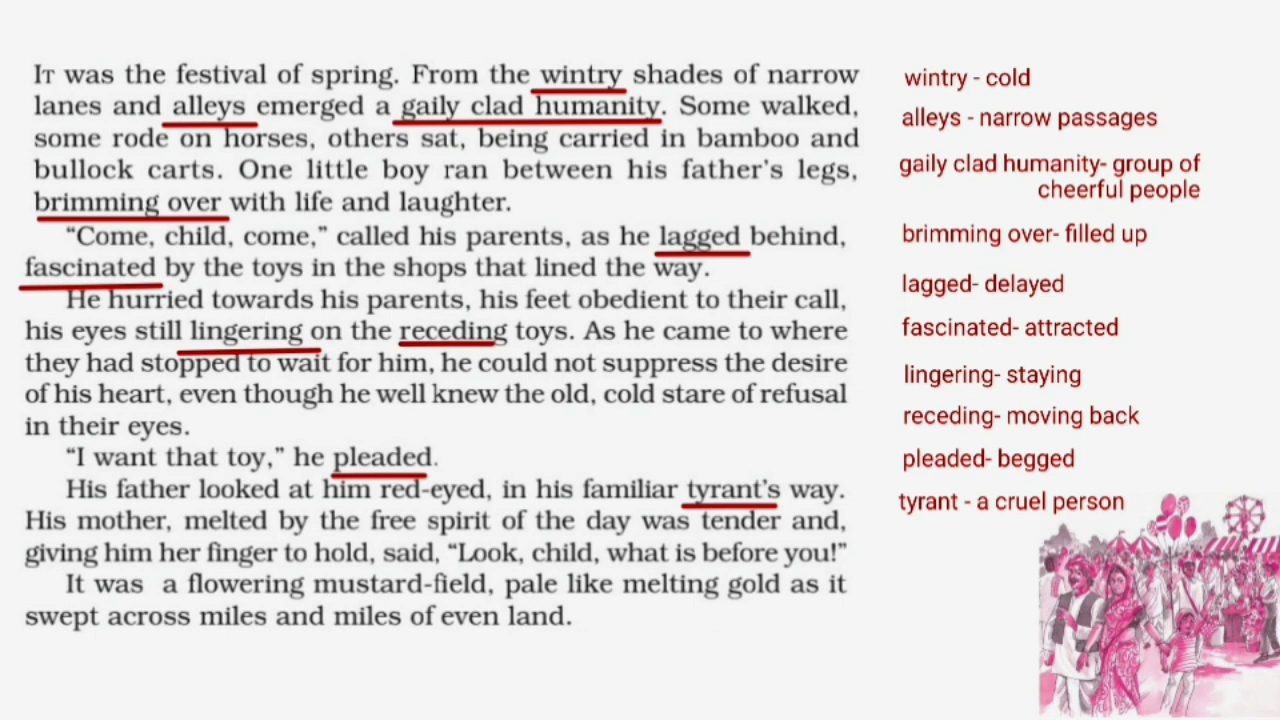 IT was the festival of spring. From the wintry shades of narrow
lanes and alleys emerged a gaily clad humanity. Some walked,
some rode on horses, others sat, being carried in bamboo and
bullock carts. One little boy ran between his father's legs,
brimming over with life and laughter.
“Come, child, come,” called his parents, as he lagged behind,
fascinated by the toys in the shops that lined the way.
He hurried towards his parents, his feet obedient to their call,
his eyes still lingering on the receding toys. As he came to where
they had stopped to wait for him, he could not suppress the desire
of his heart, even though he well knew the old, cold stare of refusal
in their eyes.
“I want that toy,” he pleaded.
His father looked at him red-eyed, in his familiar tyrant's way.
His mother, melted by the free spirit of the day was tender and,
giving him her finger to hold, said, “Look, child, what is before you!”
It was a flowering mustard-field, pale like melting gold as it
swept across miles and miles of even land.
wintry - cold
alleys - narrow passages
gaily clad humanity- group of
cheerful people
brimming over- filled up
lagged- delayed
fascinated- attracted
lingering- staying
receding- moving back
pleaded- begged
tyrant - a cruel person